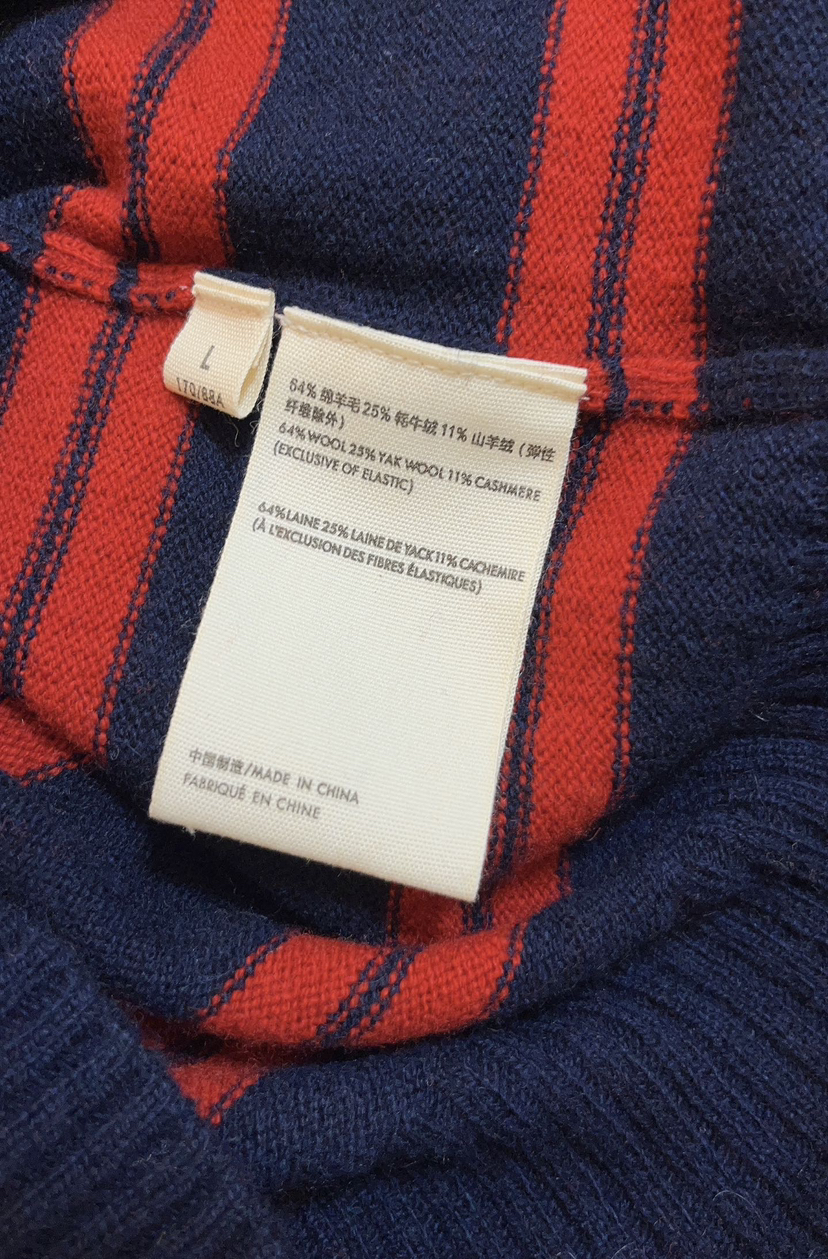 L
170/88A
64% 绵羊毛 25% 牦牛绒 11% 山羊绒 (弹性
纤维除外)
64% WOOL 25% YAK WOOL 11% CASHMERE
(EXCLUSIVE OF ELASTIC)
64%LAINE 25% LAINE DE YACK11% CACHEMIRE
(À L'EXCLUSION DES FIBRES ÉLASTIQUES)
中国制造/MADE IN CHINA
FABRIQUÉ EN CHINE